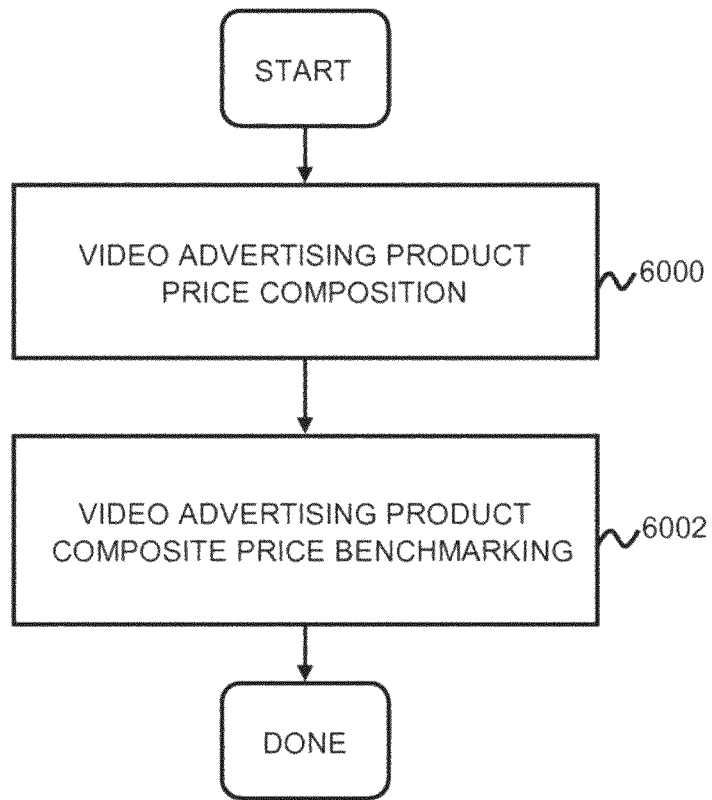 START
VIDEO ADVERTISING PRODUCT
PRICE COMPOSITION
6000
VIDEO ADVERTISING PRODUCT
COMPOSITE PRICE BENCHMARKING
6002
DONE